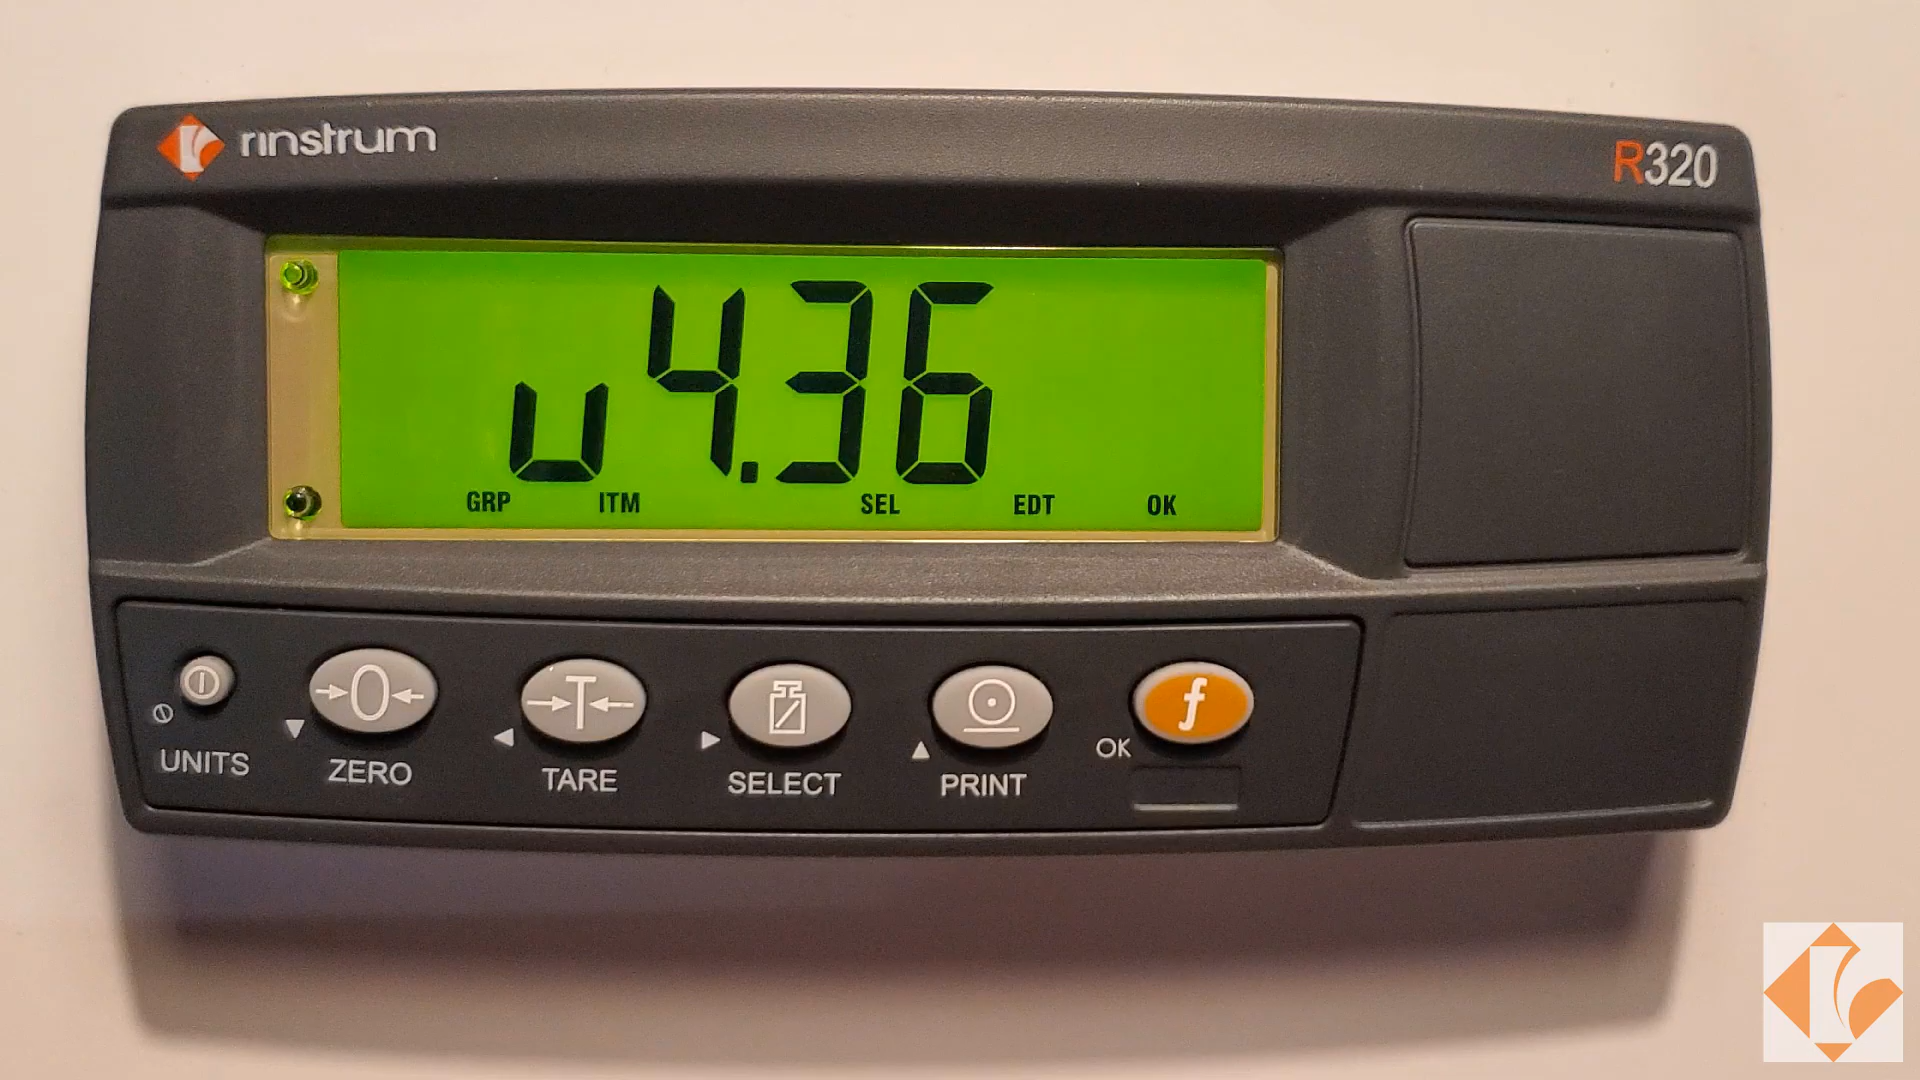 rinstrum
R320
u4.36
GRP ITM SEL EDT OK
UNITS ZERO TARE SELECT PRINT OK